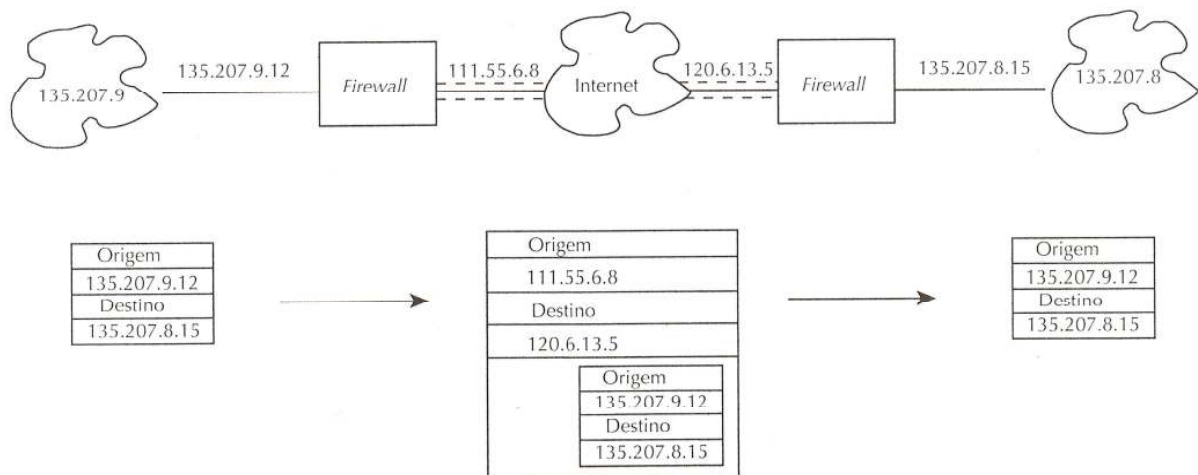 135.207.9
135.207.9.12
Firewall
111.55.6.8
Internet
120.6.13.5
Firewall
135.207.8.15
135.207.8
Origem
135.207.9.12
Destino
135.207.8.15
Origem
111.55.6.8
Destino
120.6.13.5
Origem
135.207.9.12
Destino
135.207.8.15
Origem
135.207.9.12
Destino
135.207.8.15